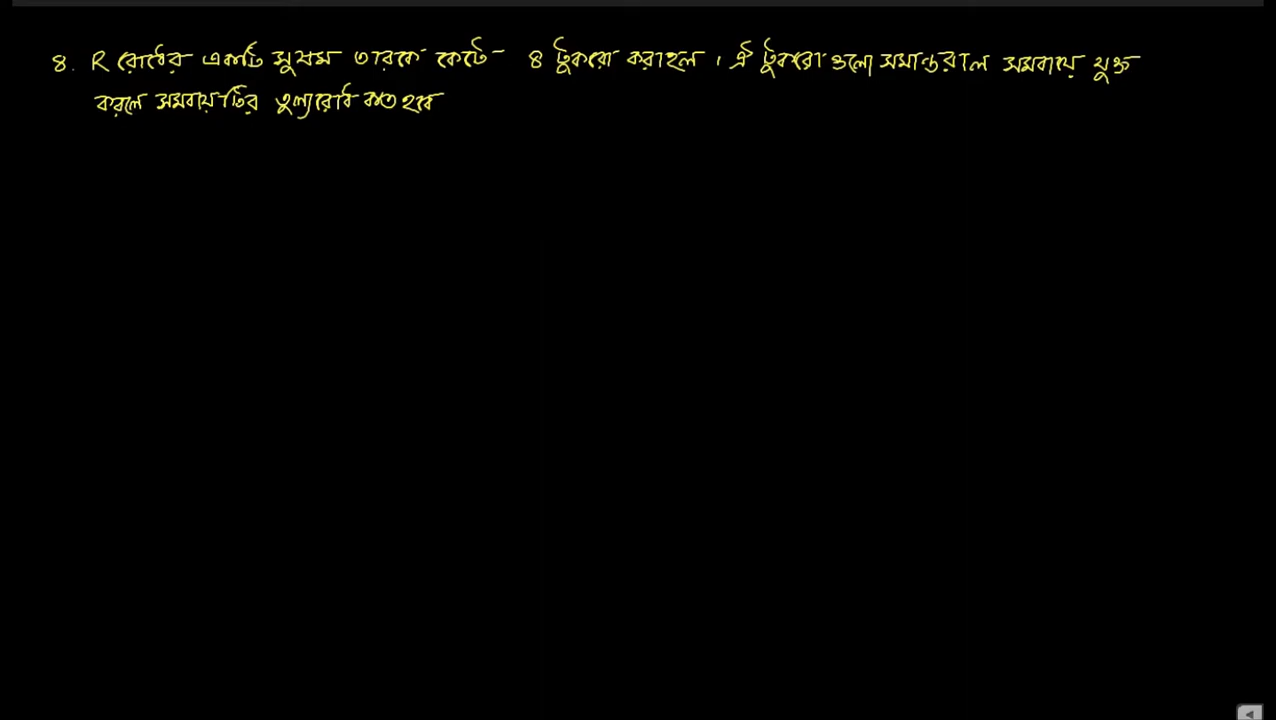 ৪. R রোধের একটি সুষম তারকে কেটে ৪ টুকরো করাহল । ঐ টুকরো গুলো সমান্তরাল সমবায়ে যুক্ত
করলে সমবায়টির তুল্যরোধ কত হবে